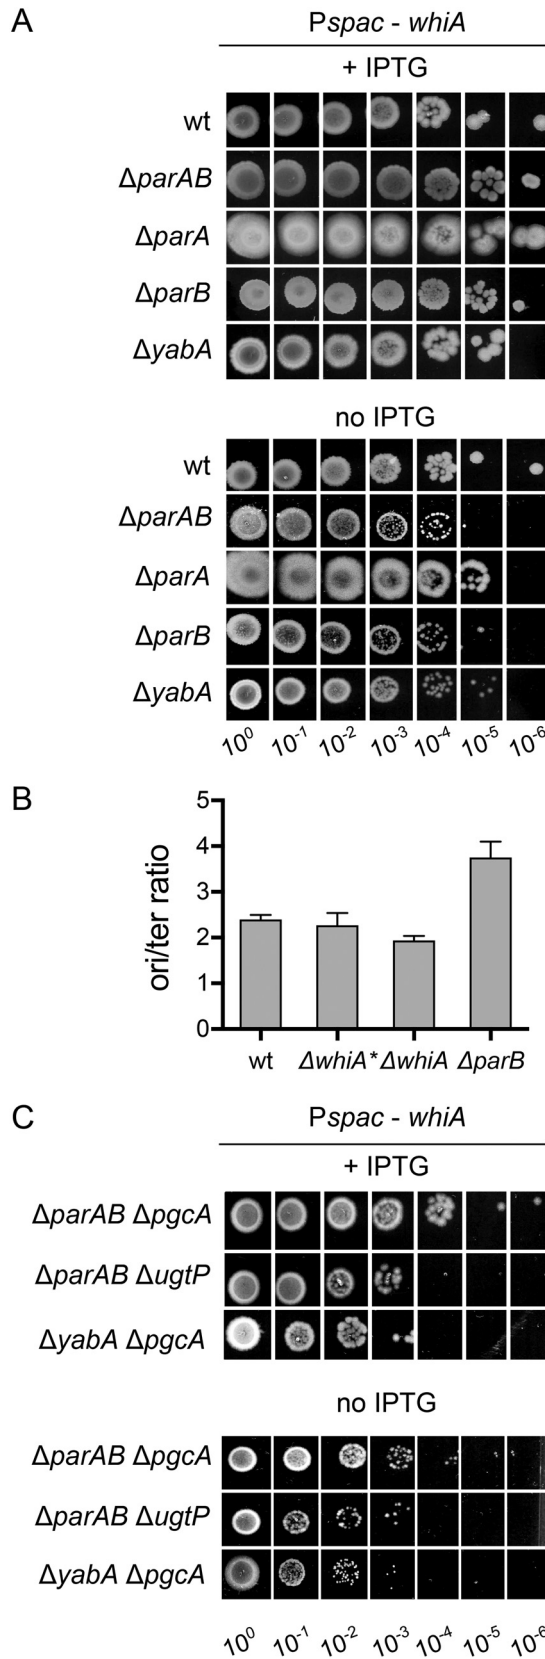 A
Pspac - whiA
+ IPTG
wt
ΔparAB
ΔparA
ΔparB
ΔyabA
no IPTG
wt
ΔparAB
ΔparA
ΔparB
ΔyabA
10⁰ 10⁻¹ 10⁻² 10⁻³ 10⁻⁴ 10⁻⁵ 10⁻⁶
B
5
4
3
2
1
0
ori/ter ratio
wt ΔwhiA* ΔwhiA ΔparB
C
Pspac - whiA
+ IPTG
ΔparAB ΔpgcA
ΔparAB ΔugtP
ΔyabA ΔpgcA
no IPTG
ΔparAB ΔpgcA
ΔparAB ΔugtP
ΔyabA ΔpgcA
10⁰ 10⁻¹ 10⁻² 10⁻³ 10⁻⁴ 10⁻⁵ 10⁻⁶